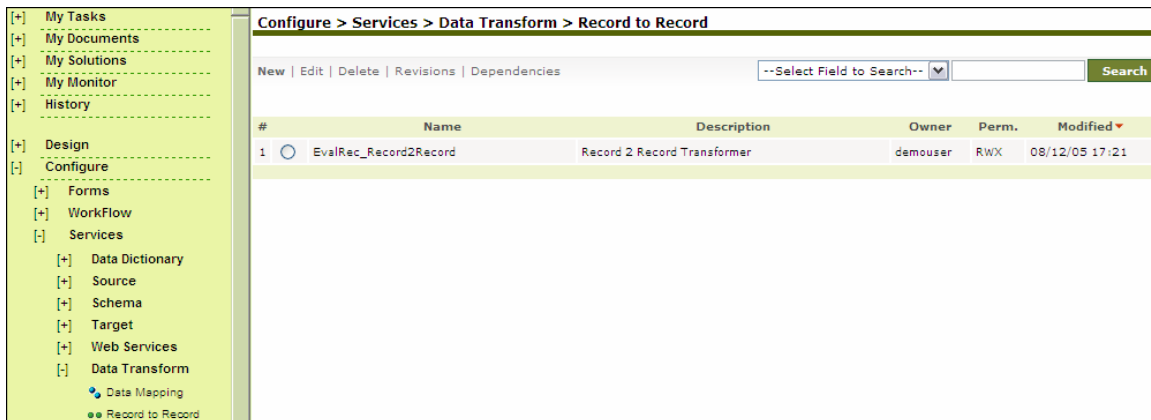 [+] My Tasks
[+] My Documents
[+] My Solutions
[+] My Monitor
[+] History
[+] Design
[-] Configure
[+] Forms
[+] WorkFlow
[-] Services
[+] Data Dictionary
[+] Source
[+] Schema
[+] Target
[+] Web Services
[-] Data Transform
Data Mapping
Record to Record
Configure > Services > Data Transform > Record to Record
New | Edit | Delete | Revisions | Dependencies --Select Field to Search-- Search
# Name Description Owner Perm. Modified
1 EvalRec_Record2Record Record 2 Record Transformer demouser RWX 08/12/05 17:21